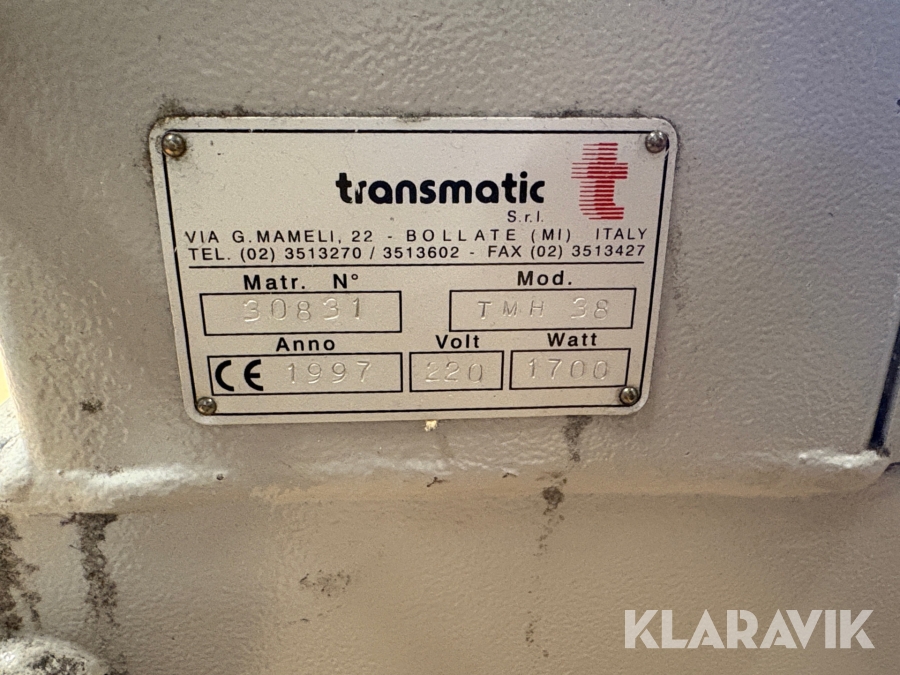 transmatic
S.r.l.
VIA G. MAMELI, 22 - BOLLATE (MI) ITALY
TEL. (02) 3513270 / 3513602 - FAX (02) 3513427
Matr. N° Mod.
30831 TMH 38
Anno Volt Watt
CE 1997 220 1700
KLARAVIK